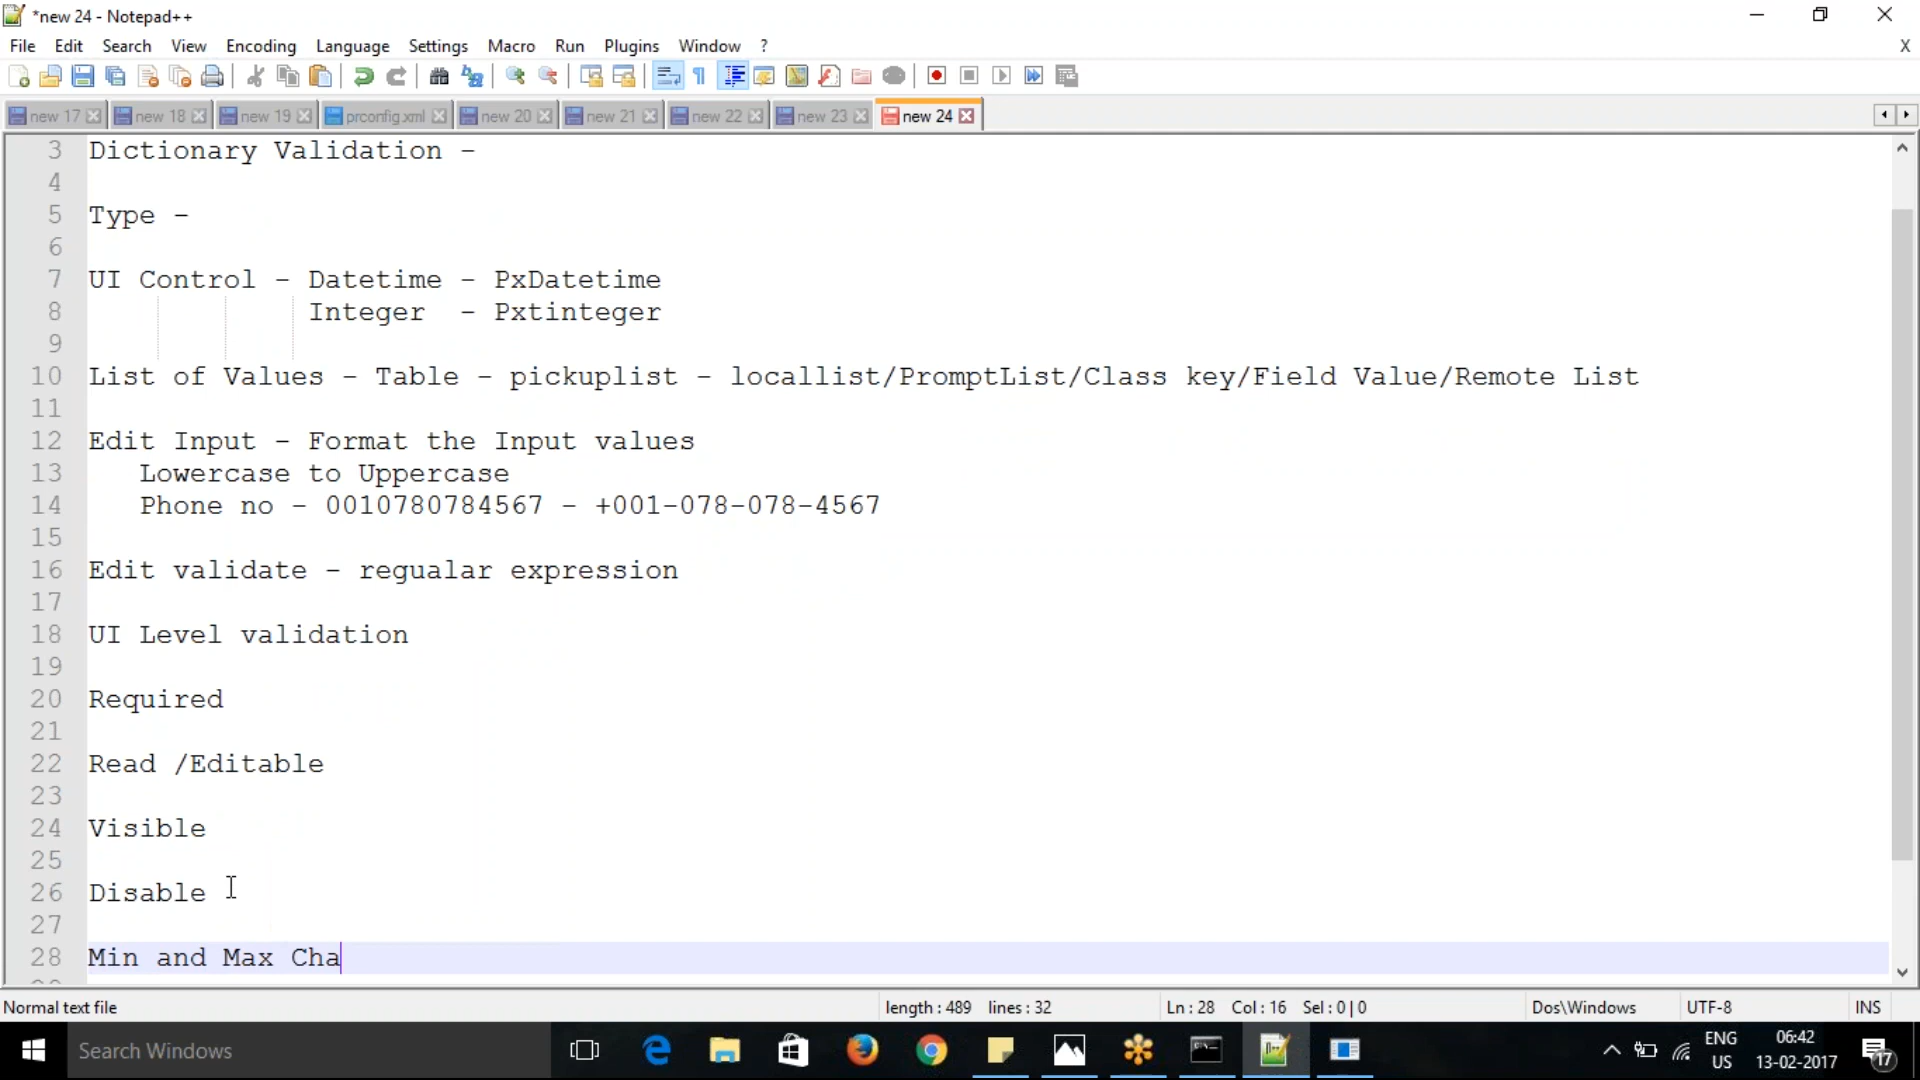 *new 24 - Notepad++
File Edit Search View Encoding Language Settings Macro Run Plugins Window ? X
new 17 new 18 new 19 prconfig.xml new 20 new 21 new 22 new 23 new 24
3 Dictionary Validation -
4
5 Type -
6
7 UI Control - Datetime - PxDatetime
8 Integer - Pxtinteger
9
10 List of Values - Table - pickuplist - locallist/PromptList/Class key/Field Value/Remote List
11
12 Edit Input - Format the Input values
13 Lowercase to Uppercase
14 Phone no - 0010780784567 - +001-078-078-4567
15
16 Edit validate - regualar expression
17
18 UI Level validation
19
20 Required
21
22 Read /Editable
23
24 Visible
25
26 Disable
27
28 Min and Max Cha
Normal text file length : 489 lines : 32 Ln : 28 Col : 16 Sel : 0 | 0 Dos\Windows UTF-8 INS
Search Windows
ENG 06:42
US 13-02-2017 17